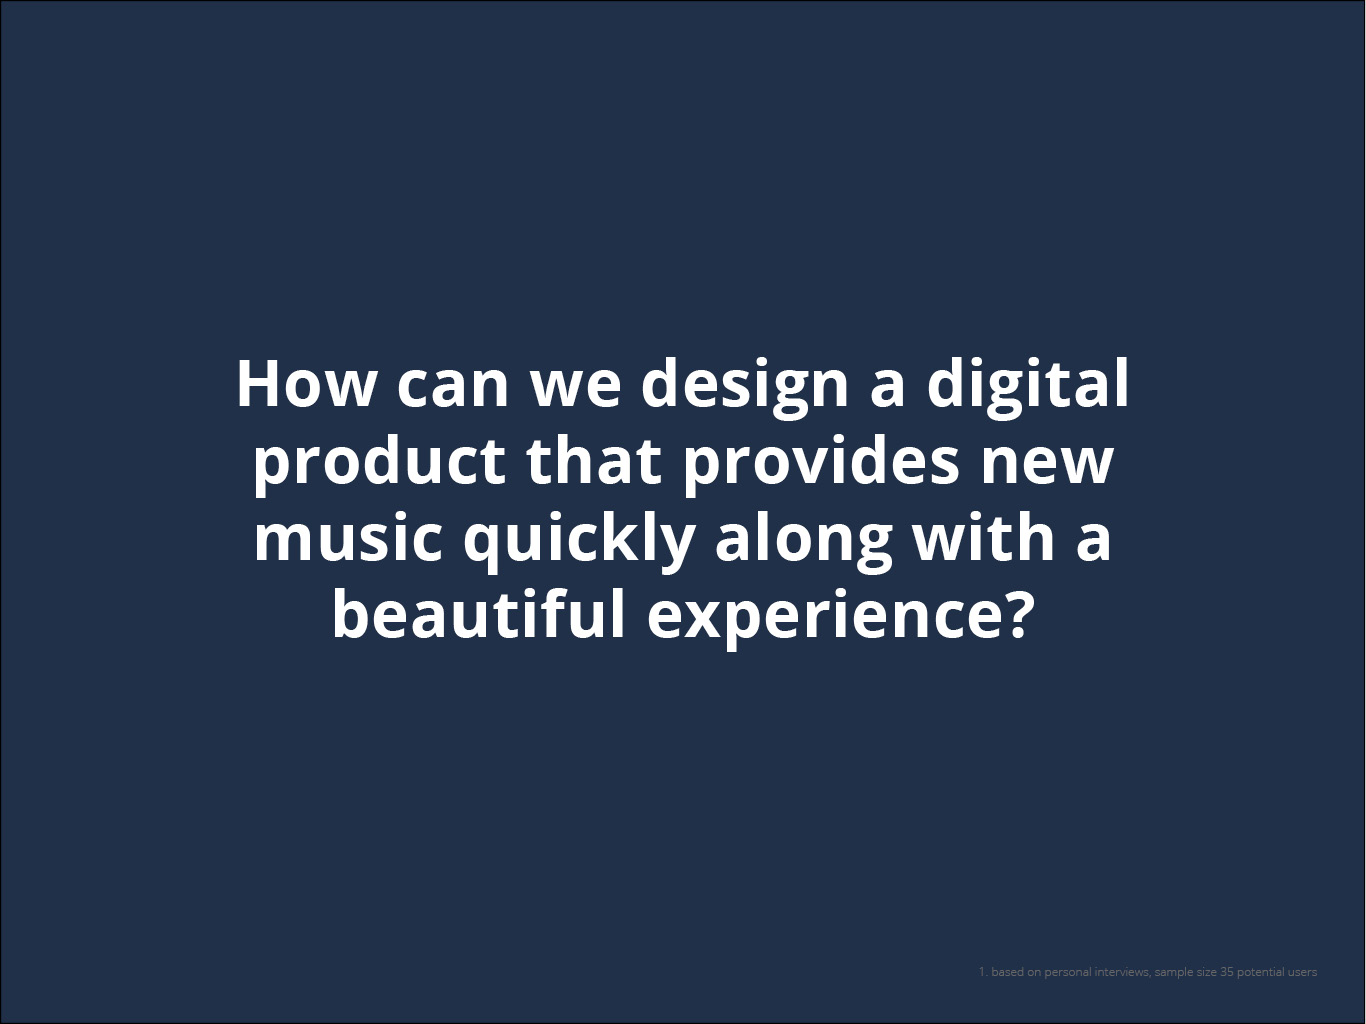 How can we design a digital
product that provides new
music quickly along with a
beautiful experience?
1. based on personal interviews, sample size 35 potential users